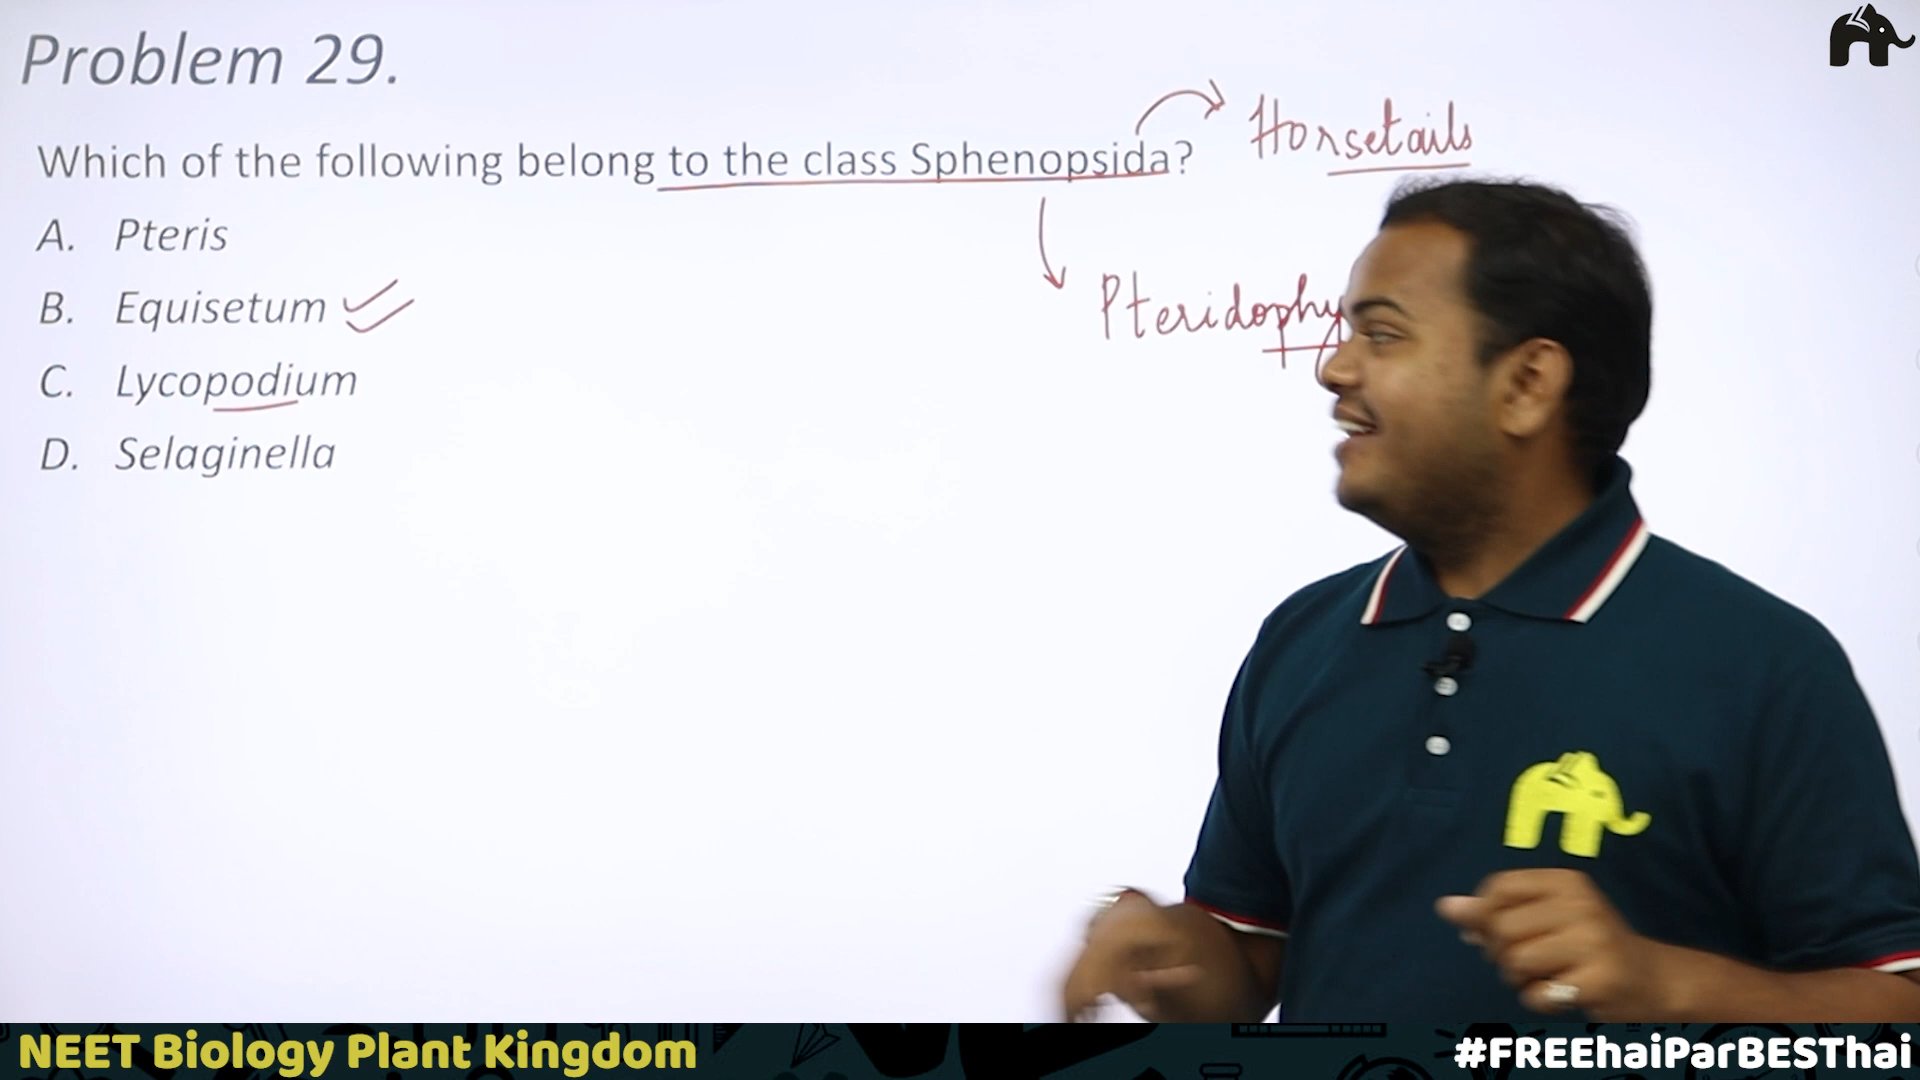 Problem 29.
Which of the following belong to the class Sphenopsida?
Horsetails
A. Pteris
B. Equisetum
Pteridophy
C. Lycopodium
D. Selaginella
NEET Biology Plant Kingdom
#FREEhaiParBESThai